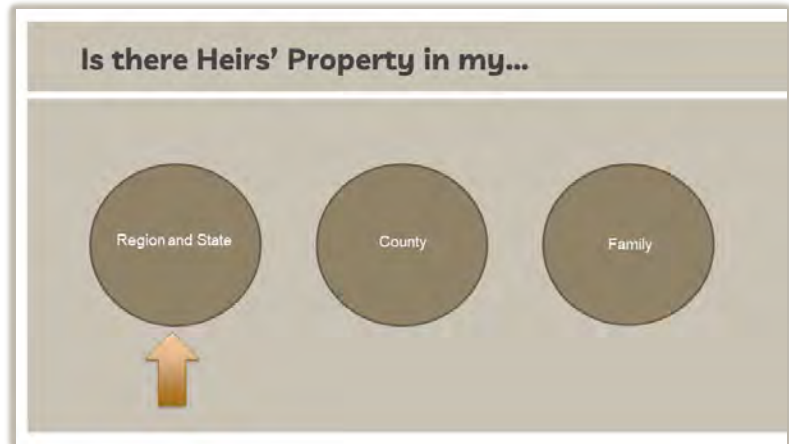 Is there Heirs’ Property in my...
Region and State
County
Family